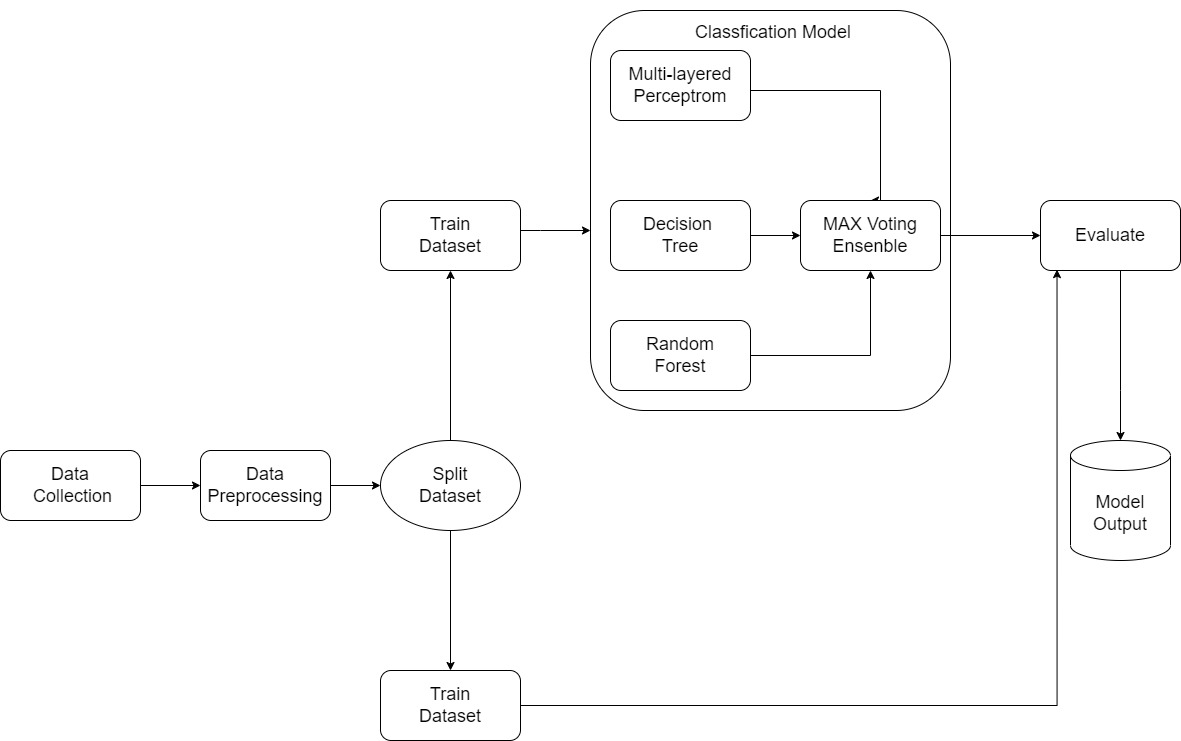 Classfication Model
Multi-layered
Perceptrom
Train
Dataset
Decision
Tree
MAX Voting
Ensenble
Evaluate
Random
Forest
Data
Collection
Data
Preprocessing
Split
Dataset
Model
Output
Train
Dataset